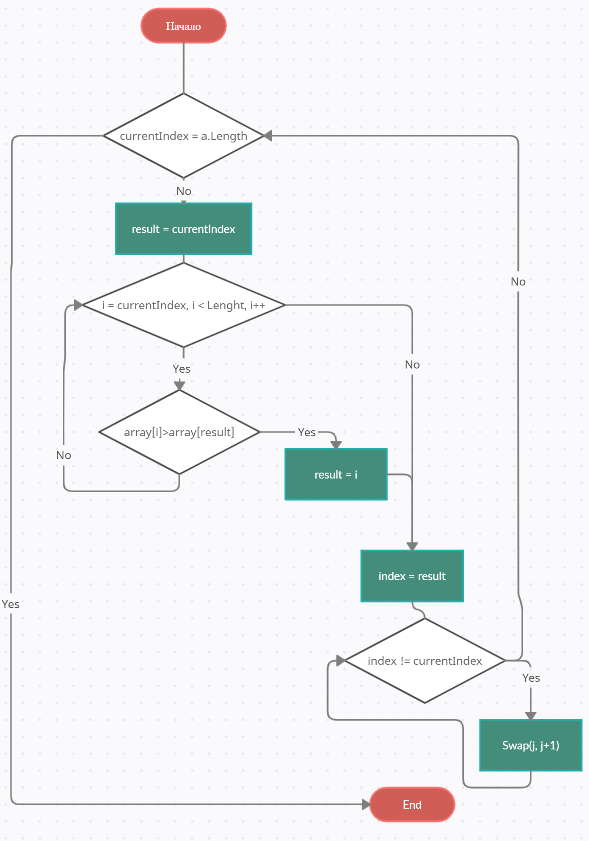 Начало
currentIndex = a.Length
No
result = currentIndex
No
i = currentIndex, i < Lenght, i++
No
Yes
array[i]>array[result]
Yes
No
result = i
index = result
Yes
index != currentIndex
Yes
Swap(j, j+1)
End